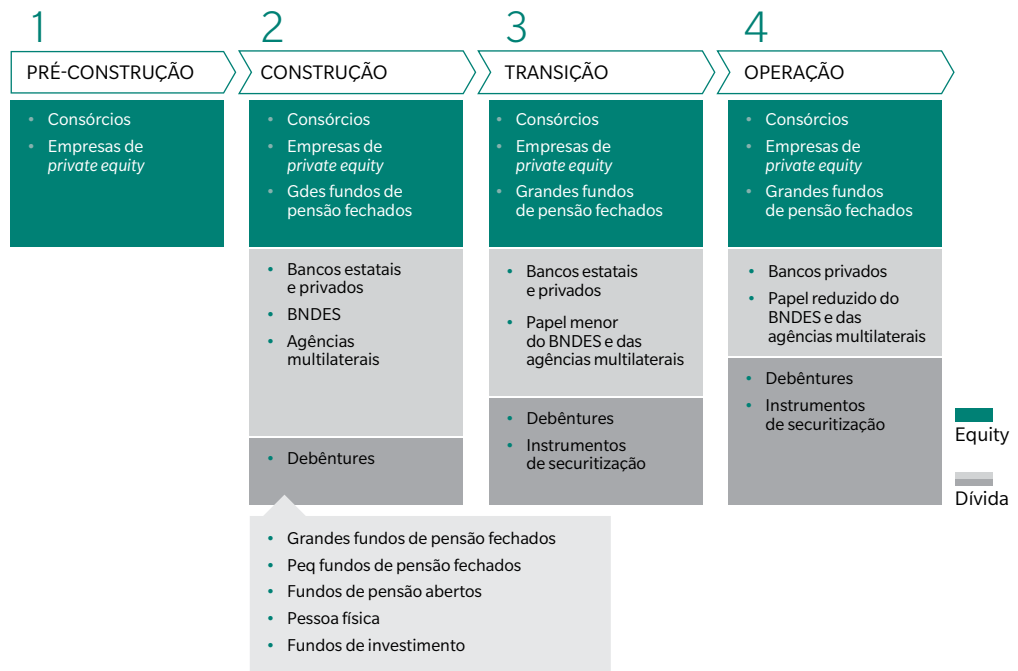 1
PRÉ-CONSTRUÇÃO
• Consórcios
• Empresas de
private equity
2
CONSTRUÇÃO
• Consórcios
• Empresas de
private equity
• Gdes fundos de
pensão fechados
• Bancos estatais
e privados
• BNDES
• Agências
multilaterais
• Debêntures
• Grandes fundos de pensão fechados
• Peq fundos de pensão fechados
• Fundos de pensão abertos
• Pessoa física
• Fundos de investimento
3
TRANSIÇÃO
• Consórcios
• Empresas de
private equity
• Grandes fundos
de pensão fechados
• Bancos estatais
e privados
• Papel menor
do BNDES e das
agências multilaterais
• Debêntures
• Instrumentos
de securitização
4
OPERAÇÃO
• Consórcios
• Empresas de
private equity
• Grandes fundos
de pensão fechados
• Bancos privados
• Papel reduzido do
BNDES e das
agências multilaterais
• Debêntures
• Instrumentos
de securitização
Equity
Dívida